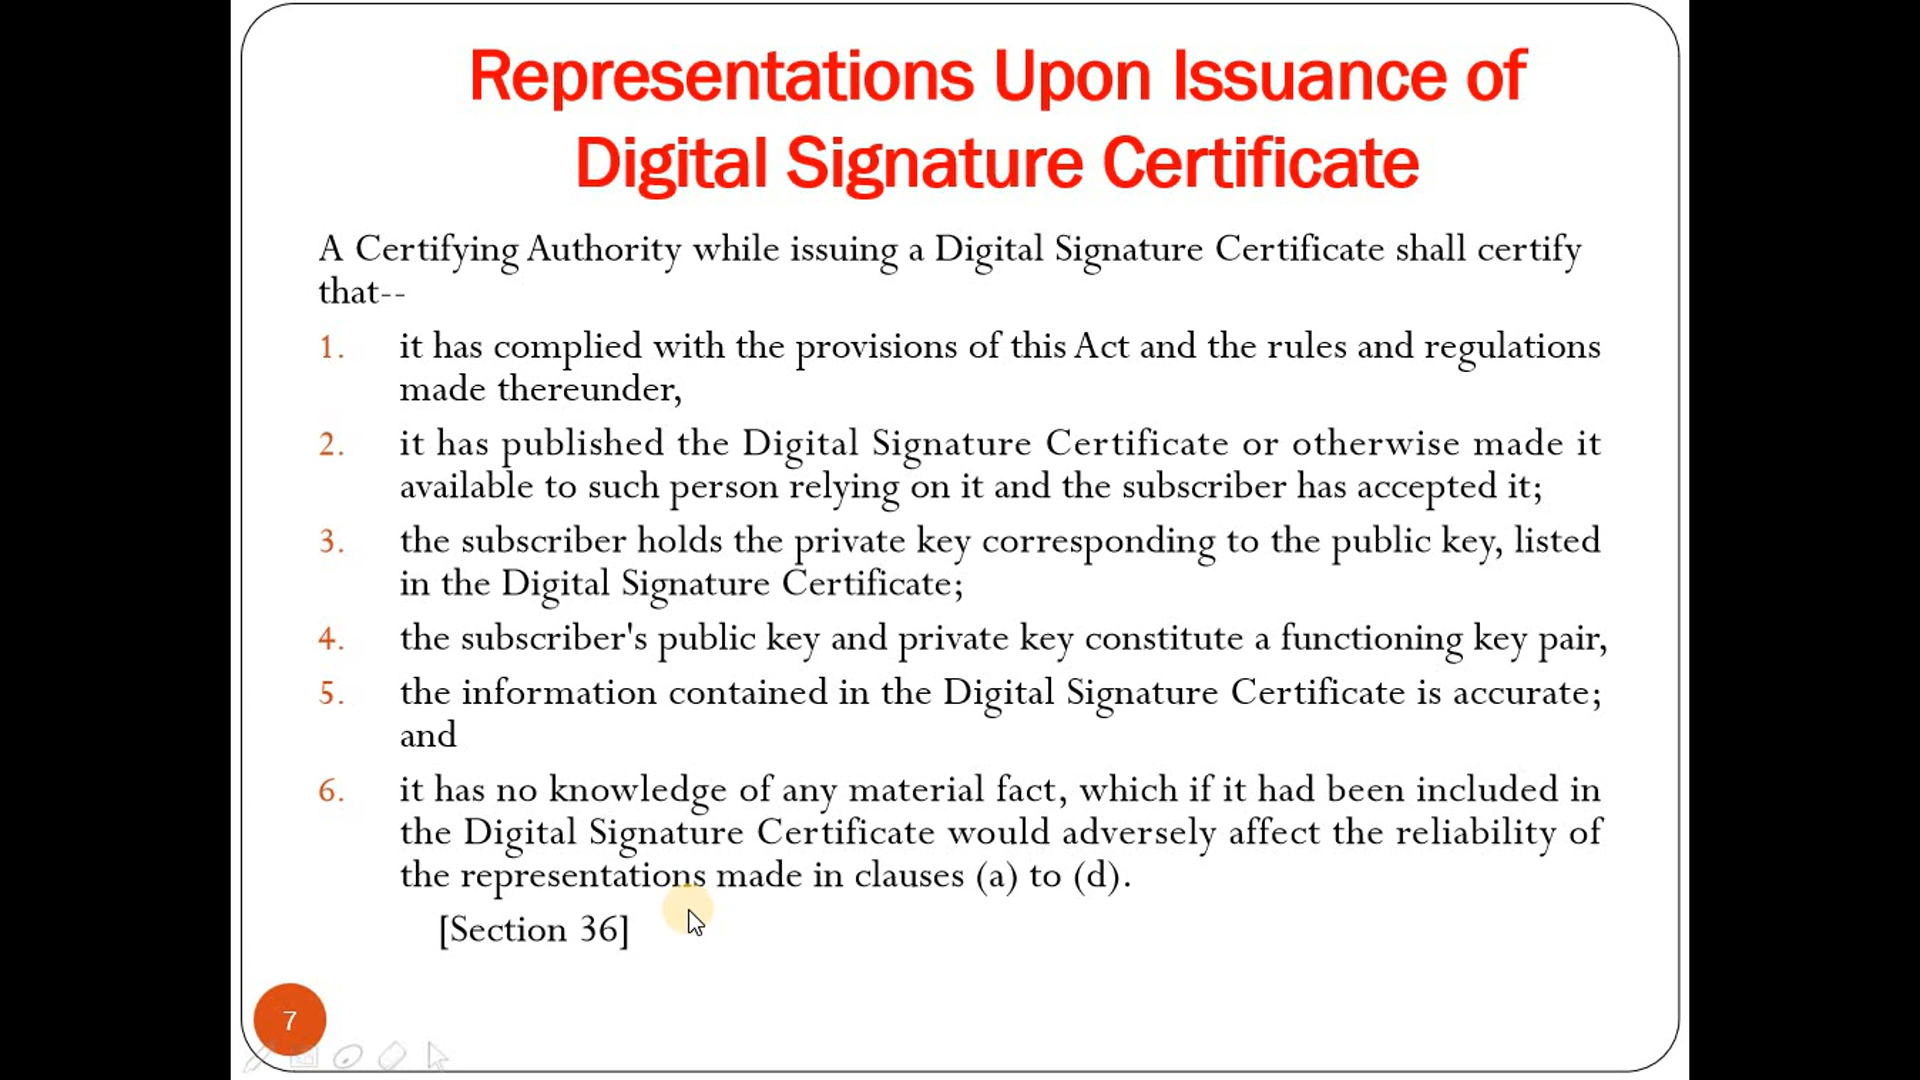 Representations Upon Issuance of
Digital Signature Certificate
A Certifying Authority while issuing a Digital Signature Certificate shall certify
that--
1. it has complied with the provisions of this Act and the rules and regulations
made thereunder,
2. it has published the Digital Signature Certificate or otherwise made it
available to such person relying on it and the subscriber has accepted it;
3. the subscriber holds the private key corresponding to the public key, listed
in the Digital Signature Certificate;
4. the subscriber's public key and private key constitute a functioning key pair,
5. the information contained in the Digital Signature Certificate is accurate;
and
6. it has no knowledge of any material fact, which if it had been included in
the Digital Signature Certificate would adversely affect the reliability of
the representations made in clauses (a) to (d).
[Section 36]
7